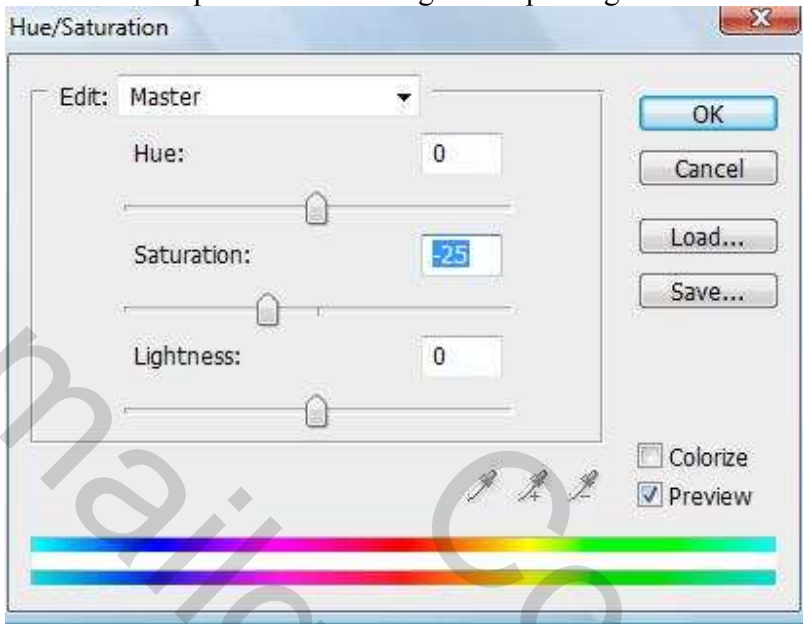 Hue/Saturation
Edit: Master
OK
Hue: 0
Cancel
Load...
Saturation: -25
Save...
Lightness: 0
Colorize
Preview